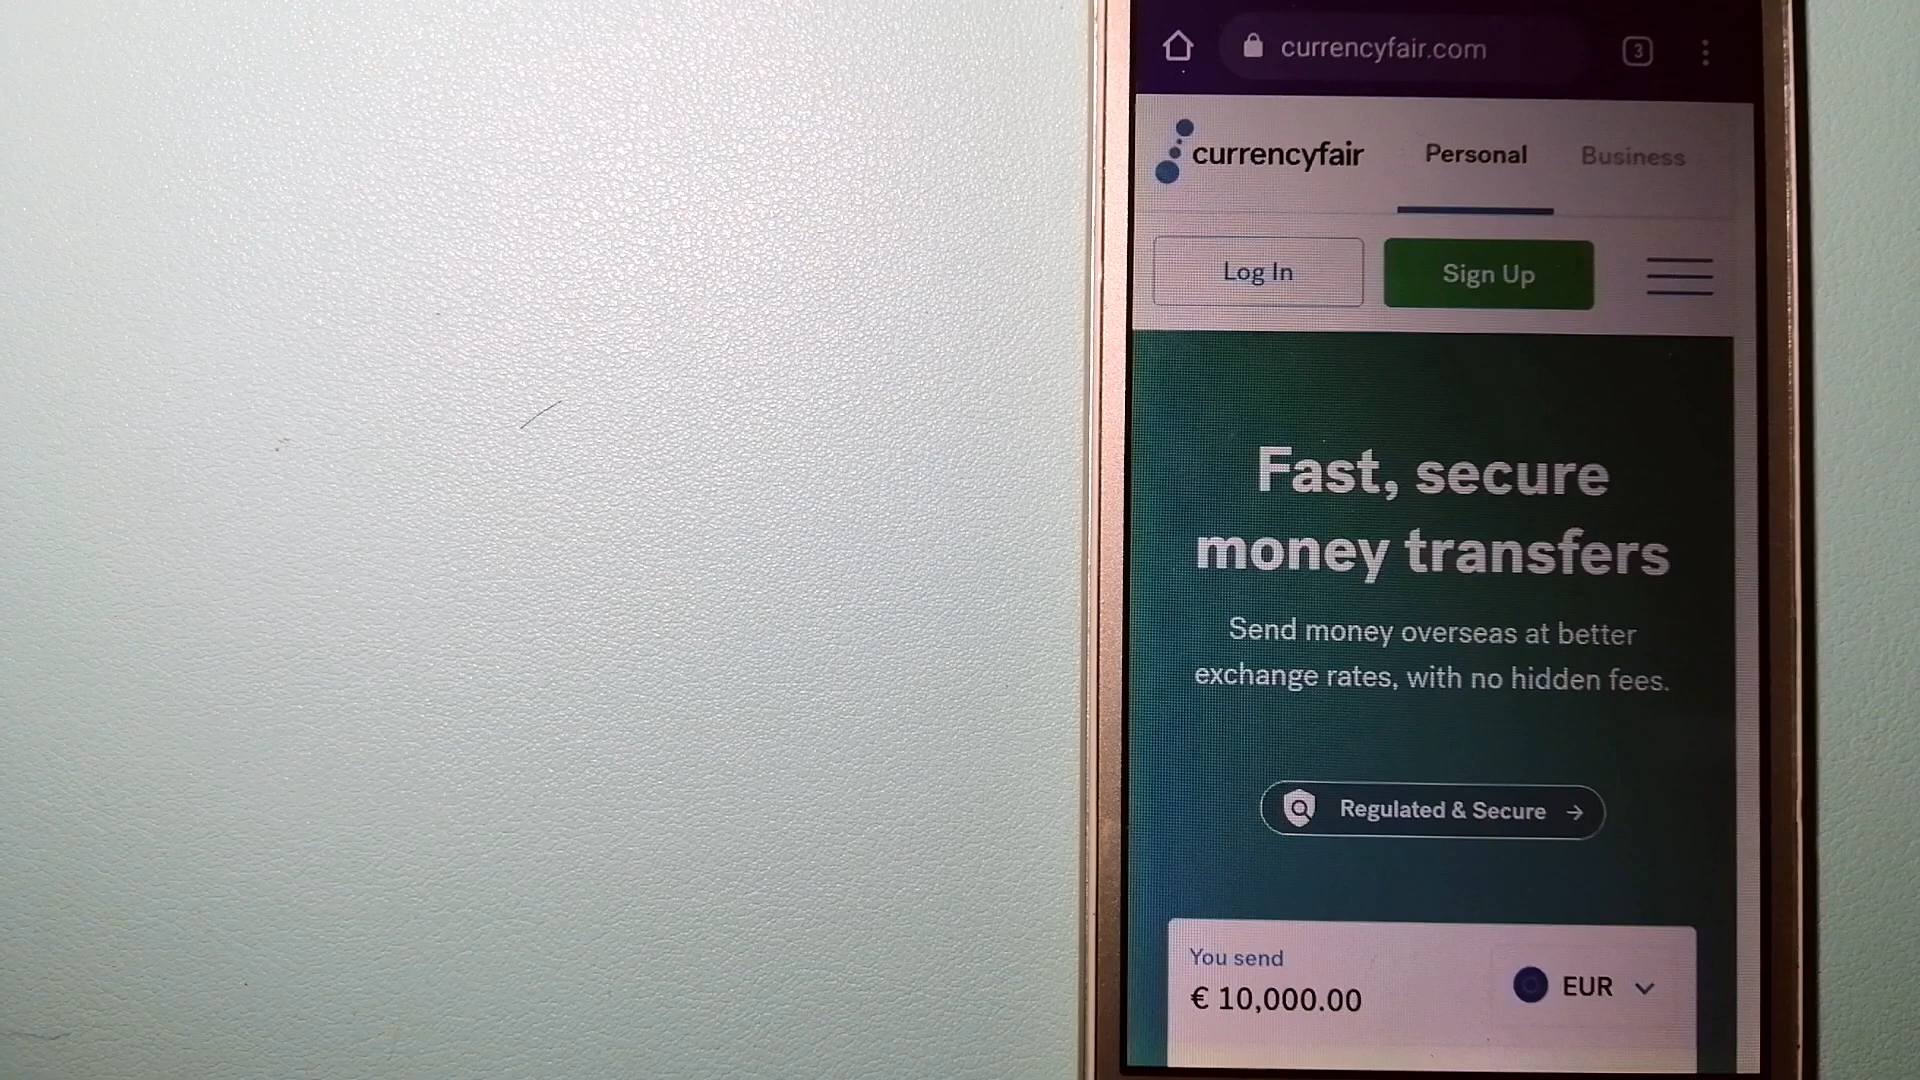 currencyfair.com
3
currencyfair
Personal
Business
Log In
Sign Up
Fast, secure
money transfers
Send money overseas at better
exchange rates, with no hidden fees.
Regulated & Secure →
You send
€ 10,000.00
EUR